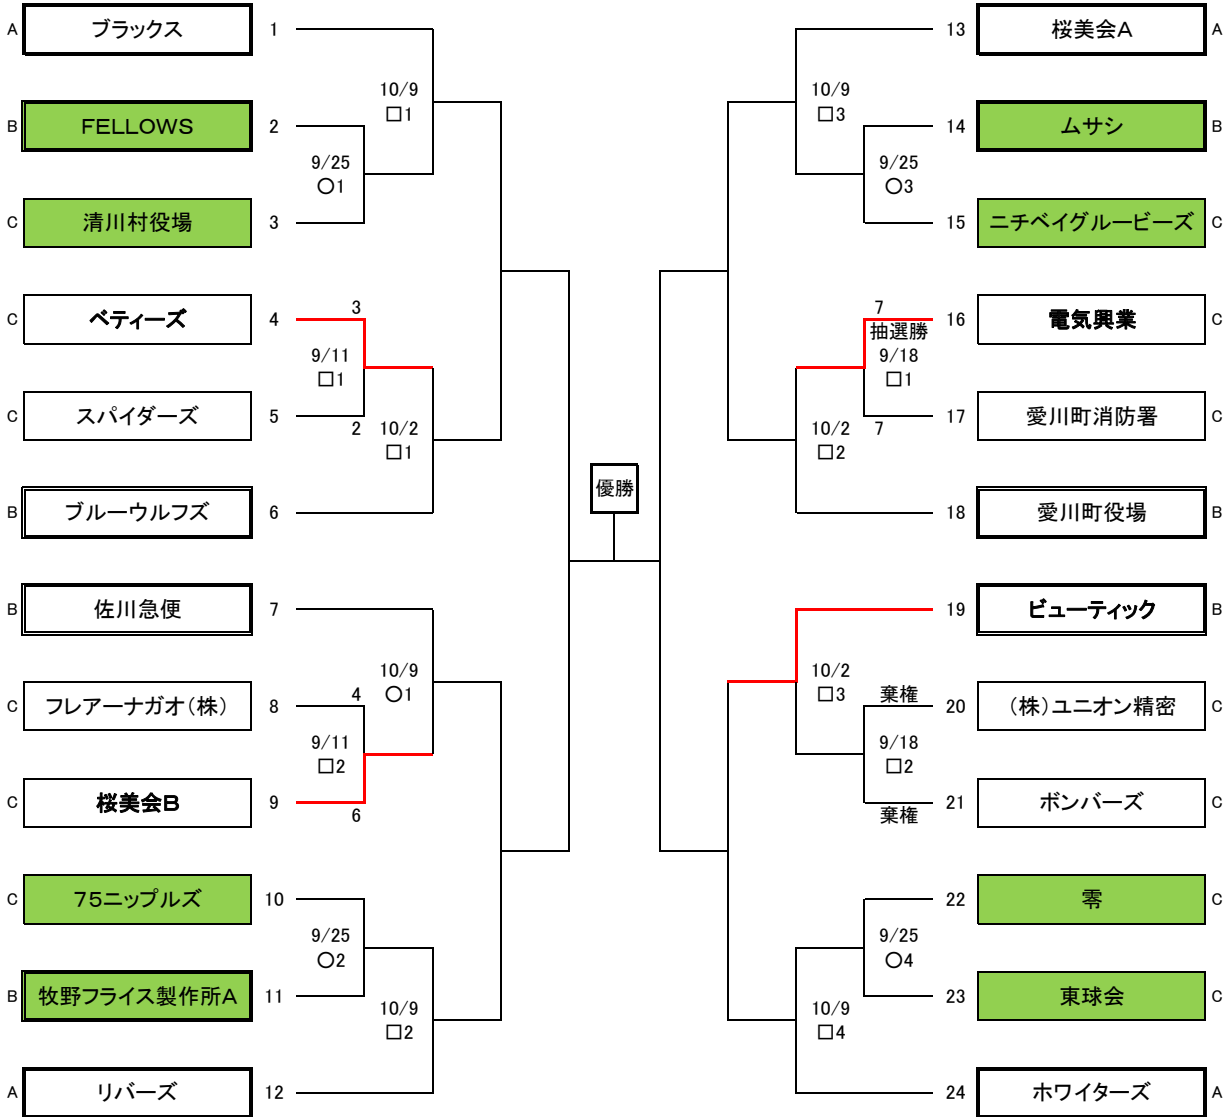 A ブラックス 1
10/9
□1
B FELLOWS 2
9/25
○1
C 清川村役場 3
C ベティーズ 4
3
9/11
□1
C スパイダーズ 5
2
10/2
□1
B ブルーウルフズ 6
B 佐川急便 7
10/9
○1
C フレアーナガオ(株) 8
4
9/11
□2
C 桜美会B 9
6
C 75ニップルズ 10
9/25
○2
B 牧野フライス製作所A 11
10/9
□2
A リバーズ 12
優勝
13 桜美会A A
10/9
□3
14 ムサシ B
9/25
○3
15 ニチベイグルービーズ C
7
16 電気興業 C
抽選勝
9/18
□1
17 愛川町消防署 C
7
10/2
□2
18 愛川町役場 B
19 ビューティック B
10/2
□3
棄権
20 (株)ユニオン精密 C
9/18
□2
21 ボンバーズ C
棄権
22 零 C
9/25
○4
23 東球会 C
10/9
□4
24 ホワイターズ A